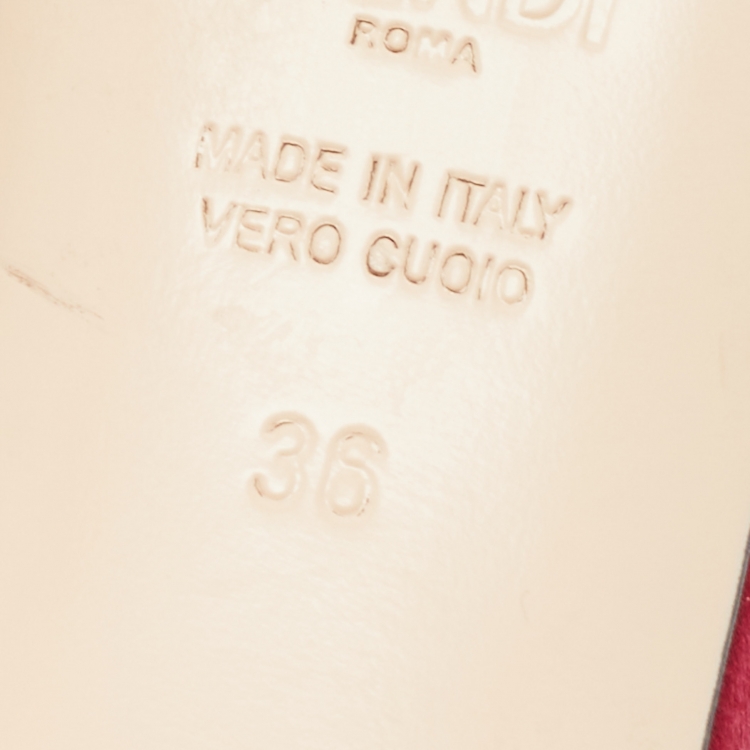 ROMA
MADE IN ITALY
VERO CUOIO
36